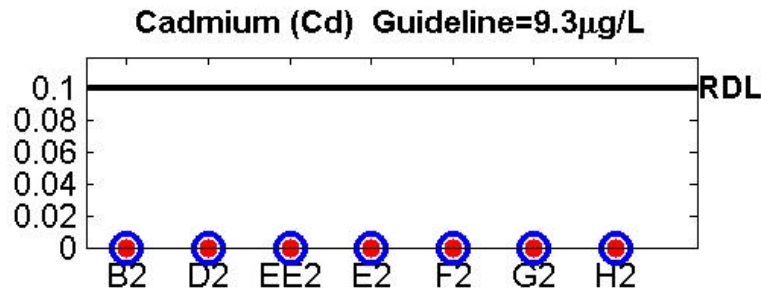 Cadmium (Cd)  Guideline=9.3μg/L
0.1 RDL
0.08
0.06
0.04
0.02
0
B2 D2 EE2 E2 F2 G2 H2